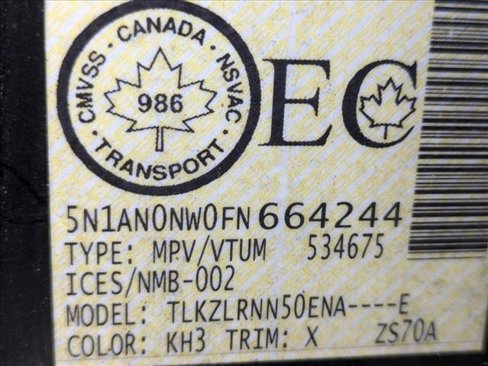 CMVSS · CANADA · NSVAC · TRANSPORT ·
986
EC
5N1AN0NW0FN664244
TYPE: MPV/VTUM 534675
ICES/NMB-002
MODEL: TLKZLRNN50ENA----E
COLOR: KH3 TRIM: X ZS70A